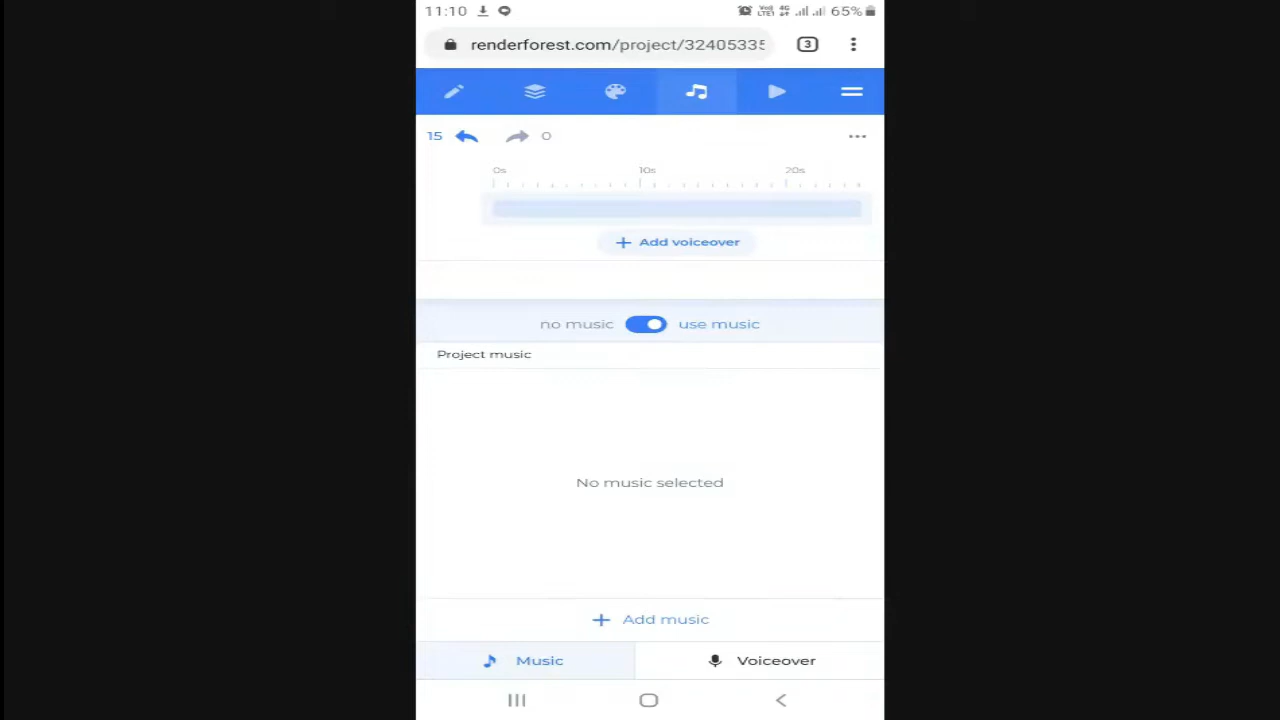 11:10 65%
renderforest.com/project/32405335 3
15 0
0s 10s 20s
+ Add voiceover
no music use music
Project music
No music selected
+ Add music
Music Voiceover